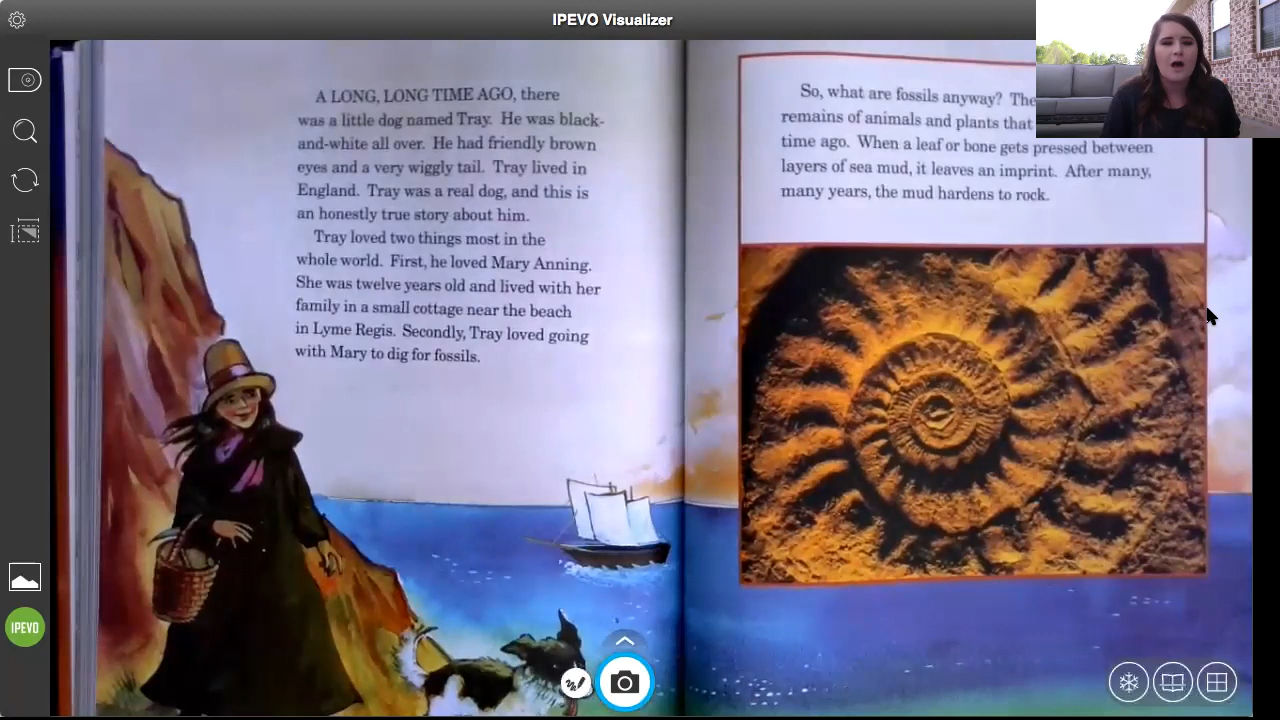 IPEVO Visualizer
A LONG, LONG TIME AGO, there
was a little dog named Tray. He was black-
and-white all over. He had friendly brown
eyes and a very wiggly tail. Tray lived in
England. Tray was a real dog, and this is
an honestly true story about him.
Tray loved two things most in the
whole world. First, he loved Mary Anning.
She was twelve years old and lived with her
family in a small cottage near the beach
in Lyme Regis. Secondly, Tray loved going
with Mary to dig for fossils.
So, what are fossils anyway?
remains of animals and plants that
time ago. When a leaf or bone gets pressed between
layers of sea mud, it leaves an imprint. After many,
many years, the mud hardens to rock.
IPEVO